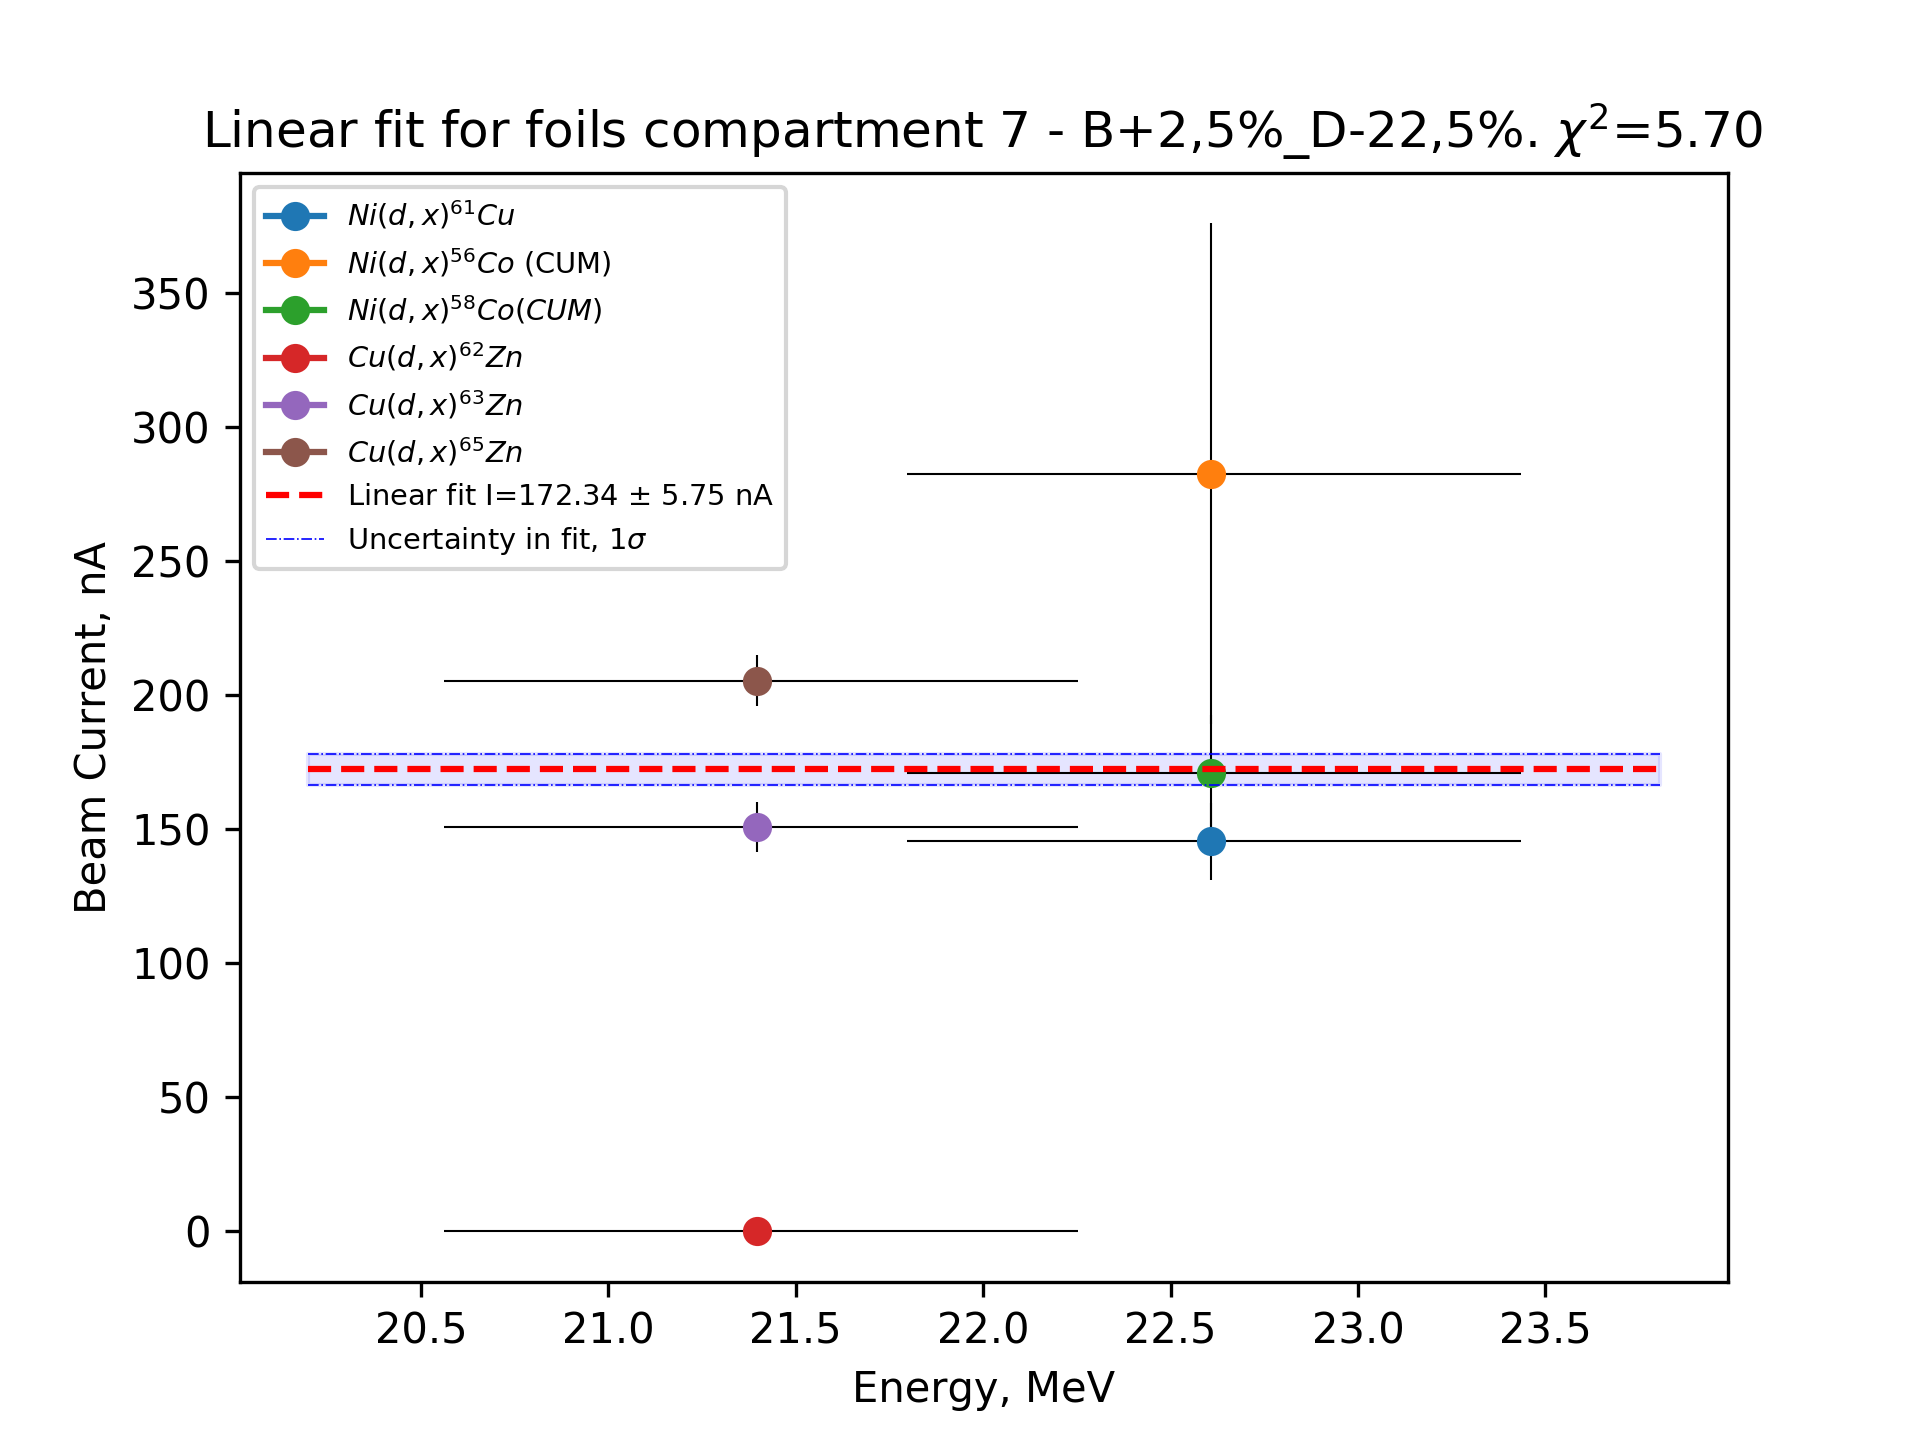 Linear fit for foils compartment 7 - B+2,5%_D-22,5%. χ²=5.70
Ni(d,x)⁶¹Cu
Ni(d,x)⁵⁶Co (CUM)
Ni(d,x)⁵⁸Co(CUM)
Cu(d,x)⁶²Zn
Cu(d,x)⁶³Zn
Cu(d,x)⁶⁵Zn
Linear fit I=172.34 ± 5.75 nA
Uncertainty in fit, 1σ
Beam Current, nA
350
300
250
200
150
100
50
0
20.5 21.0 21.5 22.0 22.5 23.0 23.5
Energy, MeV